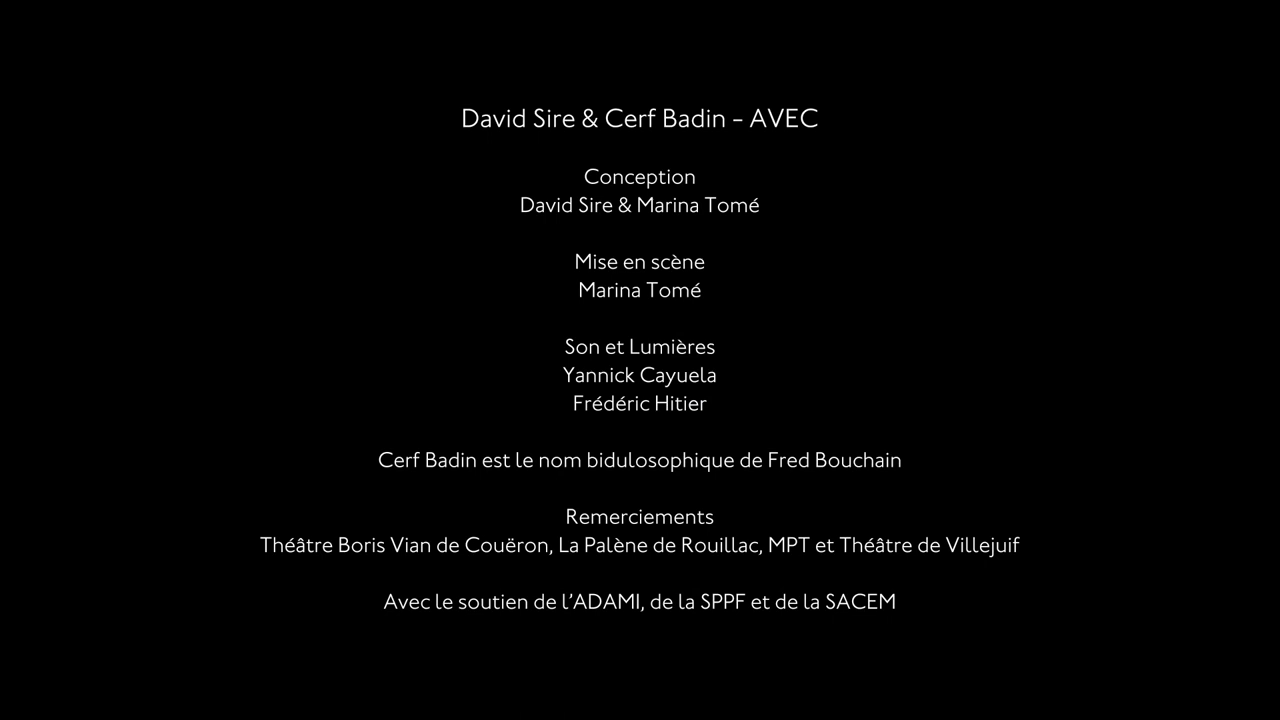 David Sire & Cerf Badin - AVEC
Conception
David Sire & Marina Tomé
Mise en scène
Marina Tomé
Son et Lumières
Yannick Cayuela
Frédéric Hitier
Cerf Badin est le nom bidulosophique de Fred Bouchain
Remerciements
Théâtre Boris Vian de Couëron, La Palène de Rouillac, MPT et Théâtre de Villejuif
Avec le soutien de l’ADAMI, de la SPPF et de la SACEM